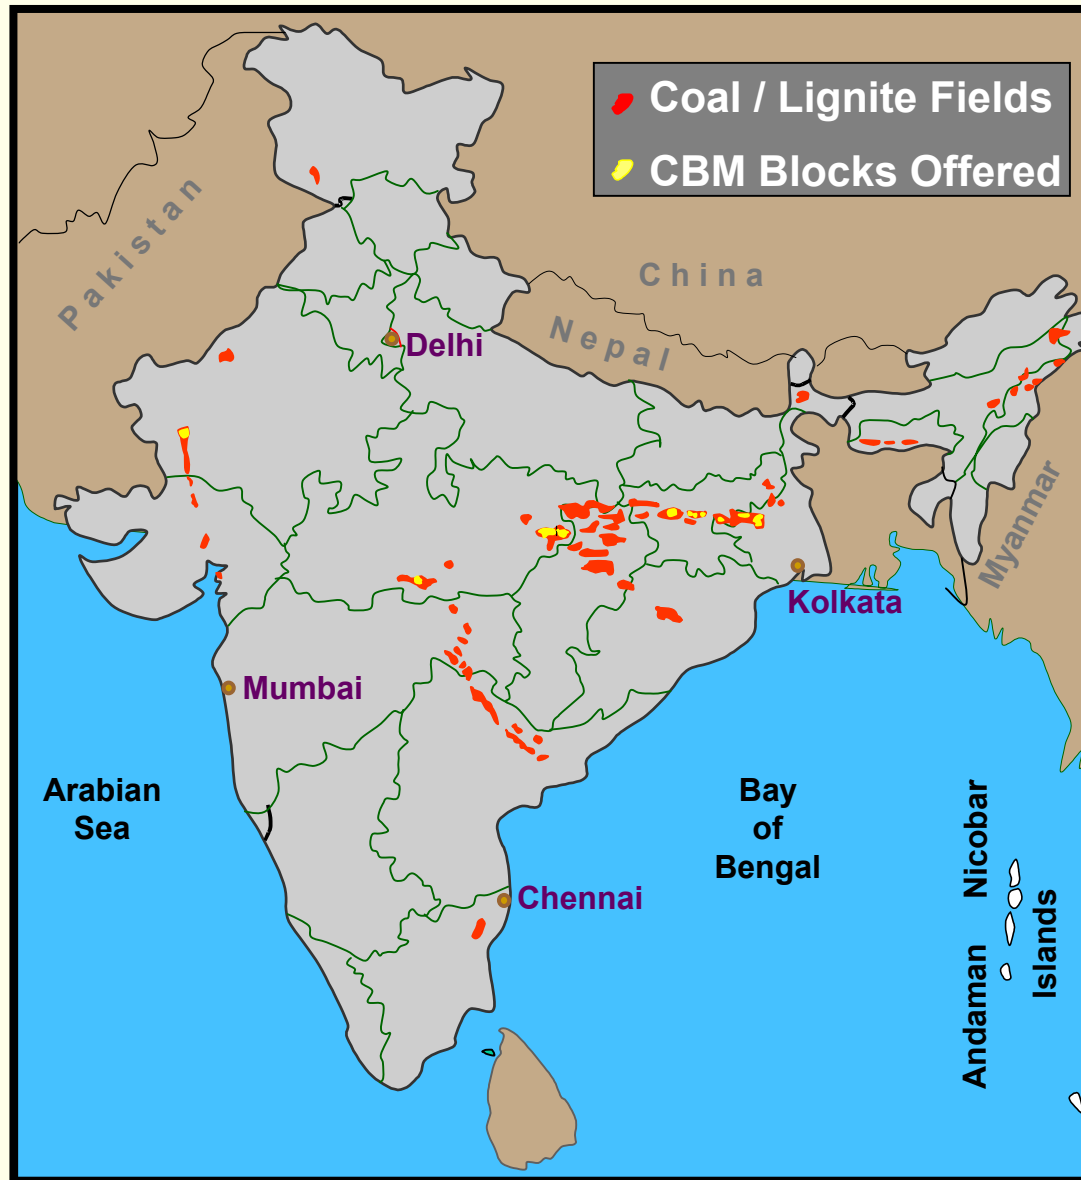 Coal / Lignite Fields
CBM Blocks Offered
Pakistan
China
Nepal
Delhi
Myanmar
Kolkata
Mumbai
Arabian
Sea
Bay
of
Bengal
Chennai
Andaman Nicobar
Islands